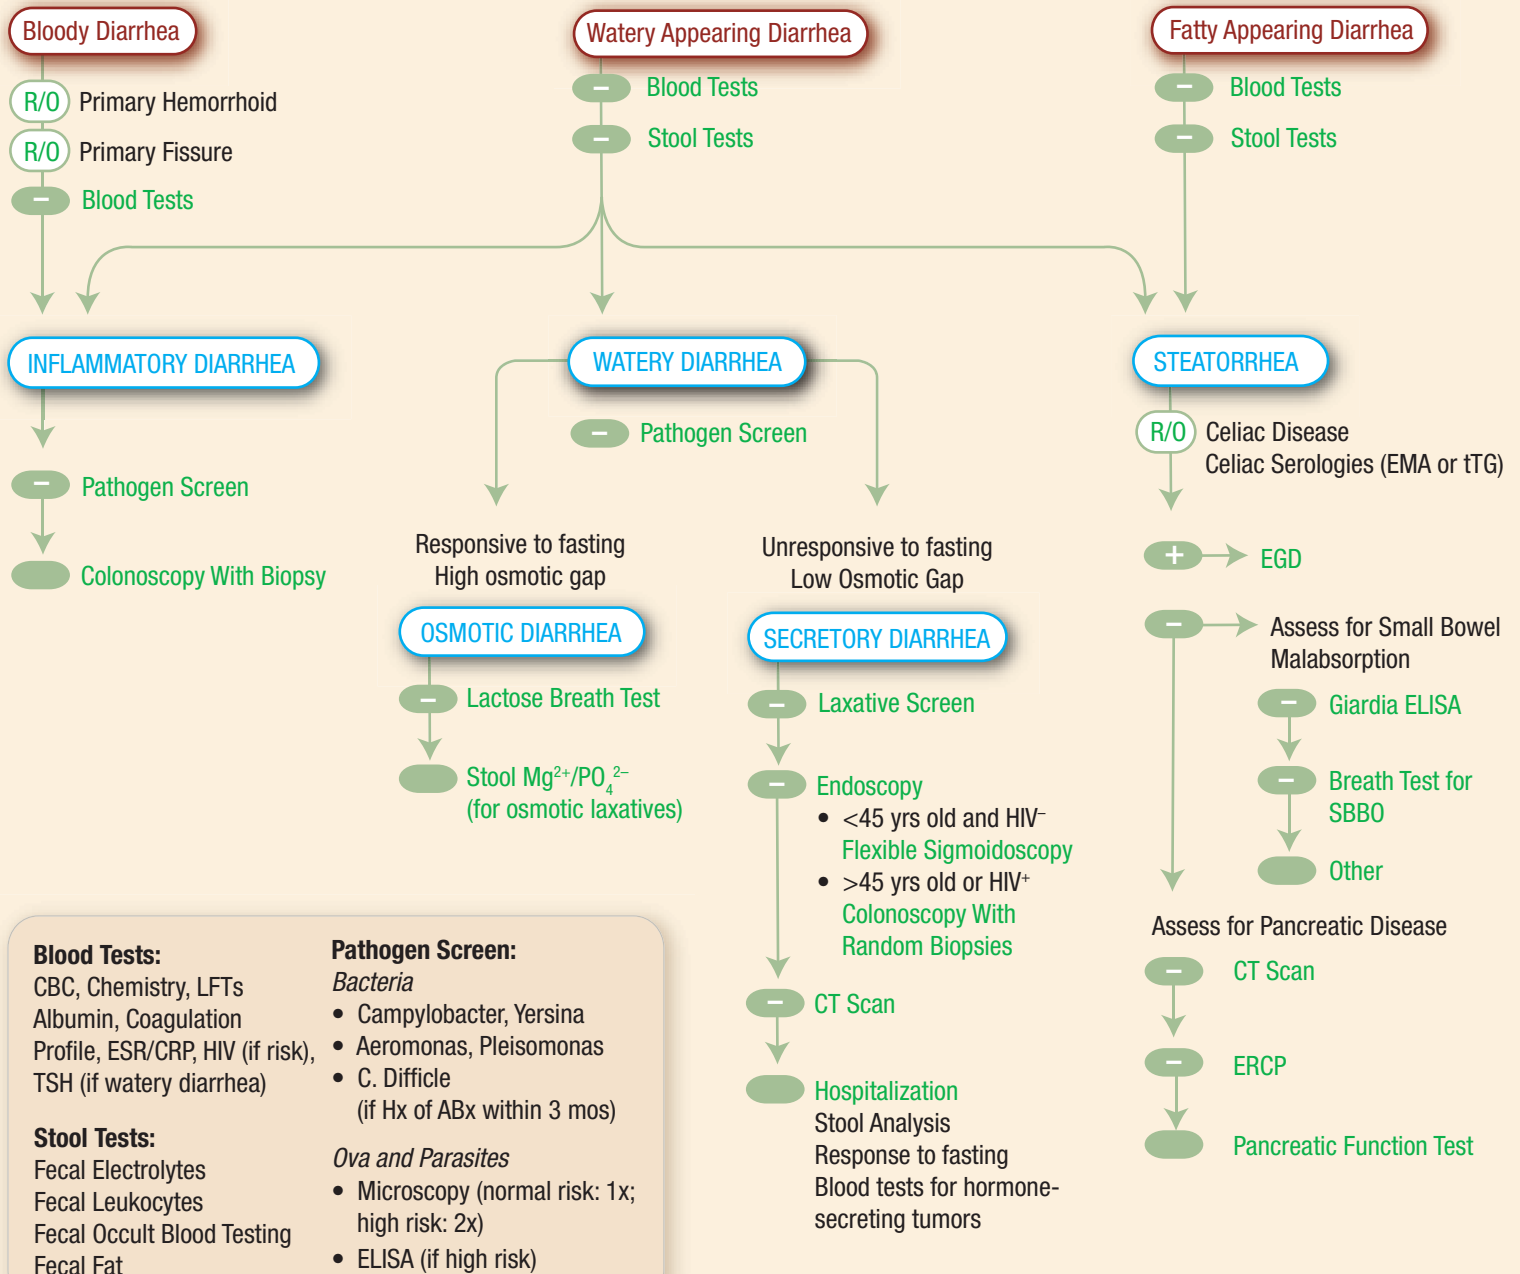 Bloody Diarrhea
R/O Primary Hemorrhoid
R/O Primary Fissure
– Blood Tests
Watery Appearing Diarrhea
– Blood Tests
– Stool Tests
Fatty Appearing Diarrhea
– Blood Tests
– Stool Tests
INFLAMMATORY DIARRHEA
– Pathogen Screen
Colonoscopy With Biopsy
WATERY DIARRHEA
– Pathogen Screen
Responsive to fasting
High osmotic gap
OSMOTIC DIARRHEA
– Lactose Breath Test
Stool Mg²⁺/PO₄²⁻
(for osmotic laxatives)
Unresponsive to fasting
Low Osmotic Gap
SECRETORY DIARRHEA
– Laxative Screen
– Endoscopy
• <45 yrs old and HIV⁻
Flexible Sigmoidoscopy
• >45 yrs old or HIV⁺
Colonoscopy With
Random Biopsies
– CT Scan
Hospitalization
Stool Analysis
Response to fasting
Blood tests for hormone-
secreting tumors
STEATORRHEA
R/O Celiac Disease
Celiac Serologies (EMA or tTG)
+ EGD
– Assess for Small Bowel
Malabsorption
– Giardia ELISA
– Breath Test for
SBBO
Other
Assess for Pancreatic Disease
– CT Scan
– ERCP
Pancreatic Function Test
Blood Tests:
CBC, Chemistry, LFTs
Albumin, Coagulation
Profile, ESR/CRP, HIV (if risk),
TSH (if watery diarrhea)
Stool Tests:
Fecal Electrolytes
Fecal Leukocytes
Fecal Occult Blood Testing
Fecal Fat
Pathogen Screen:
Bacteria
• Campylobacter, Yersina
• Aeromonas, Pleisomonas
• C. Difficle
(if Hx of ABx within 3 mos)
Ova and Parasites
• Microscopy (normal risk: 1x;
high risk: 2x)
• ELISA (if high risk)